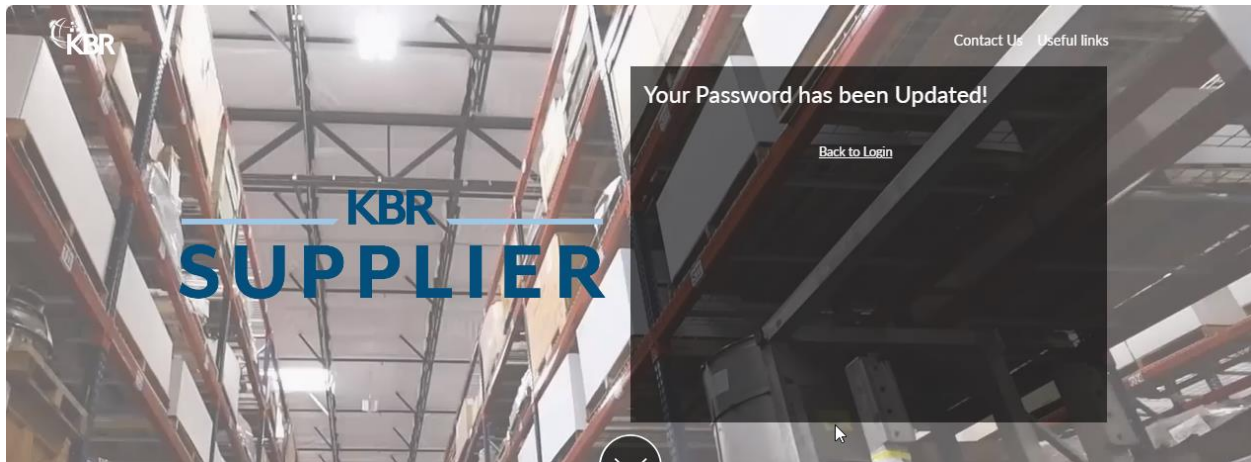 KBR
Contact Us Useful links
Your Password has been Updated!
Back to Login
KBR
SUPPLIER